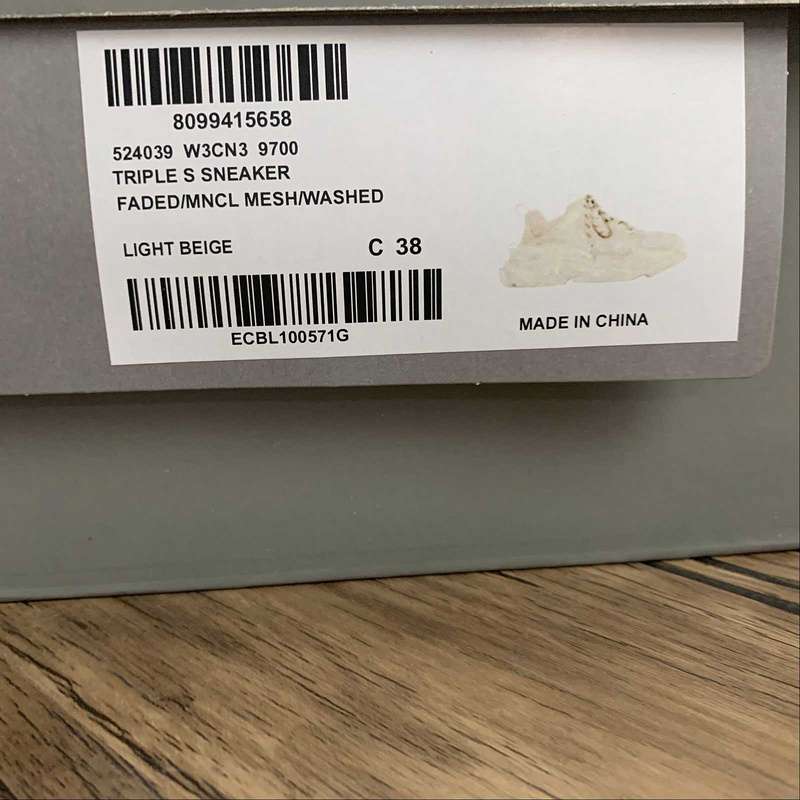 8099415658
524039 W3CN3 9700
TRIPLE S SNEAKER
FADED/MNCL MESH/WASHED
LIGHT BEIGE C 38
ECBL100571G
MADE IN CHINA